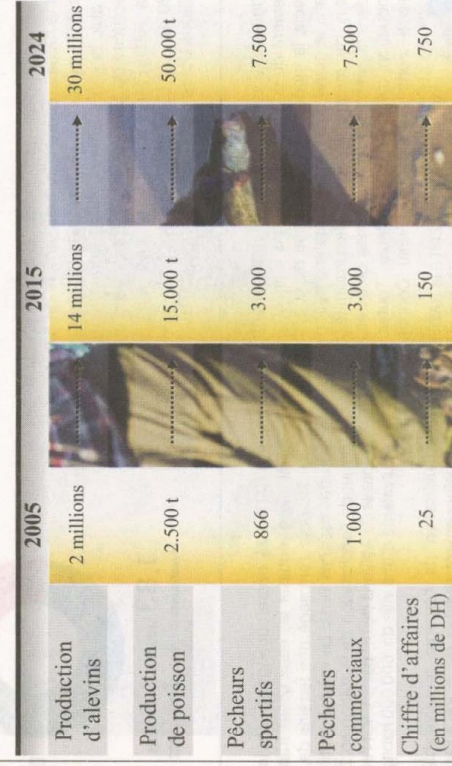 2005 2015 2024
Production d'alevins 2 millions 14 millions 30 millions
Production de poisson 2.500 t 15.000 t 50.000 t
Pêcheurs sportifs 866 3.000 7.500
Pêcheurs commerciaux 1.000 3.000 7.500
Chiffre d'affaires (en millions de DH) 25 150 750